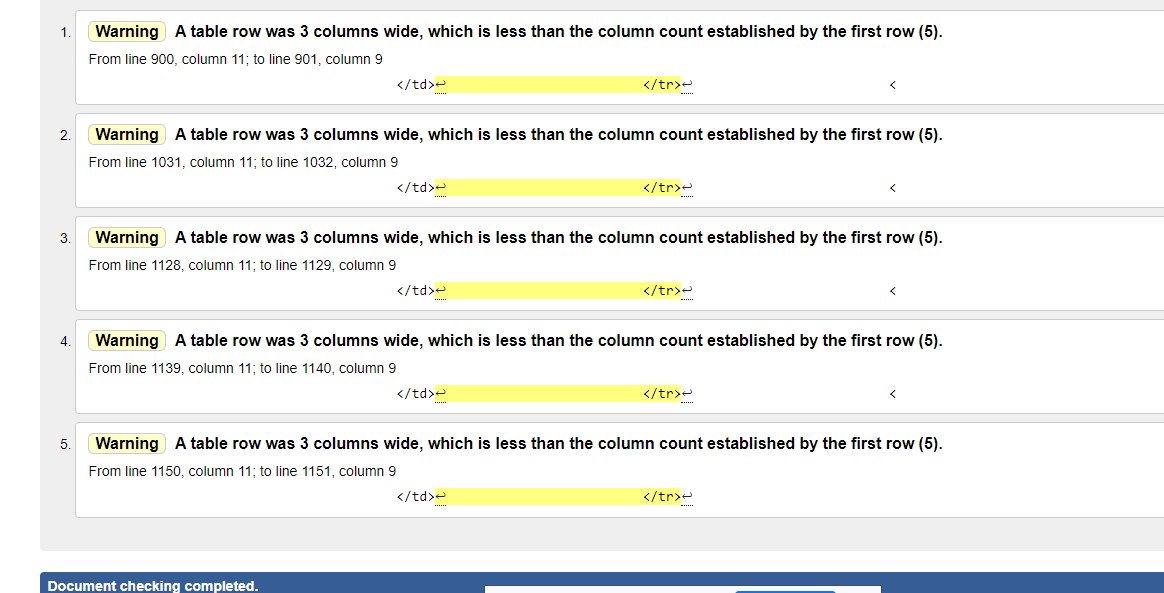 1. Warning A table row was 3 columns wide, which is less than the column count established by the first row (5).
From line 900, column 11; to line 901, column 9
</td>↩ </tr>↩ <
2. Warning A table row was 3 columns wide, which is less than the column count established by the first row (5).
From line 1031, column 11; to line 1032, column 9
</td>↩ </tr>↩ <
3. Warning A table row was 3 columns wide, which is less than the column count established by the first row (5).
From line 1128, column 11; to line 1129, column 9
</td>↩ </tr>↩ <
4. Warning A table row was 3 columns wide, which is less than the column count established by the first row (5).
From line 1139, column 11; to line 1140, column 9
</td>↩ </tr>↩ <
5. Warning A table row was 3 columns wide, which is less than the column count established by the first row (5).
From line 1150, column 11; to line 1151, column 9
</td>↩ </tr>↩
Document checking completed.